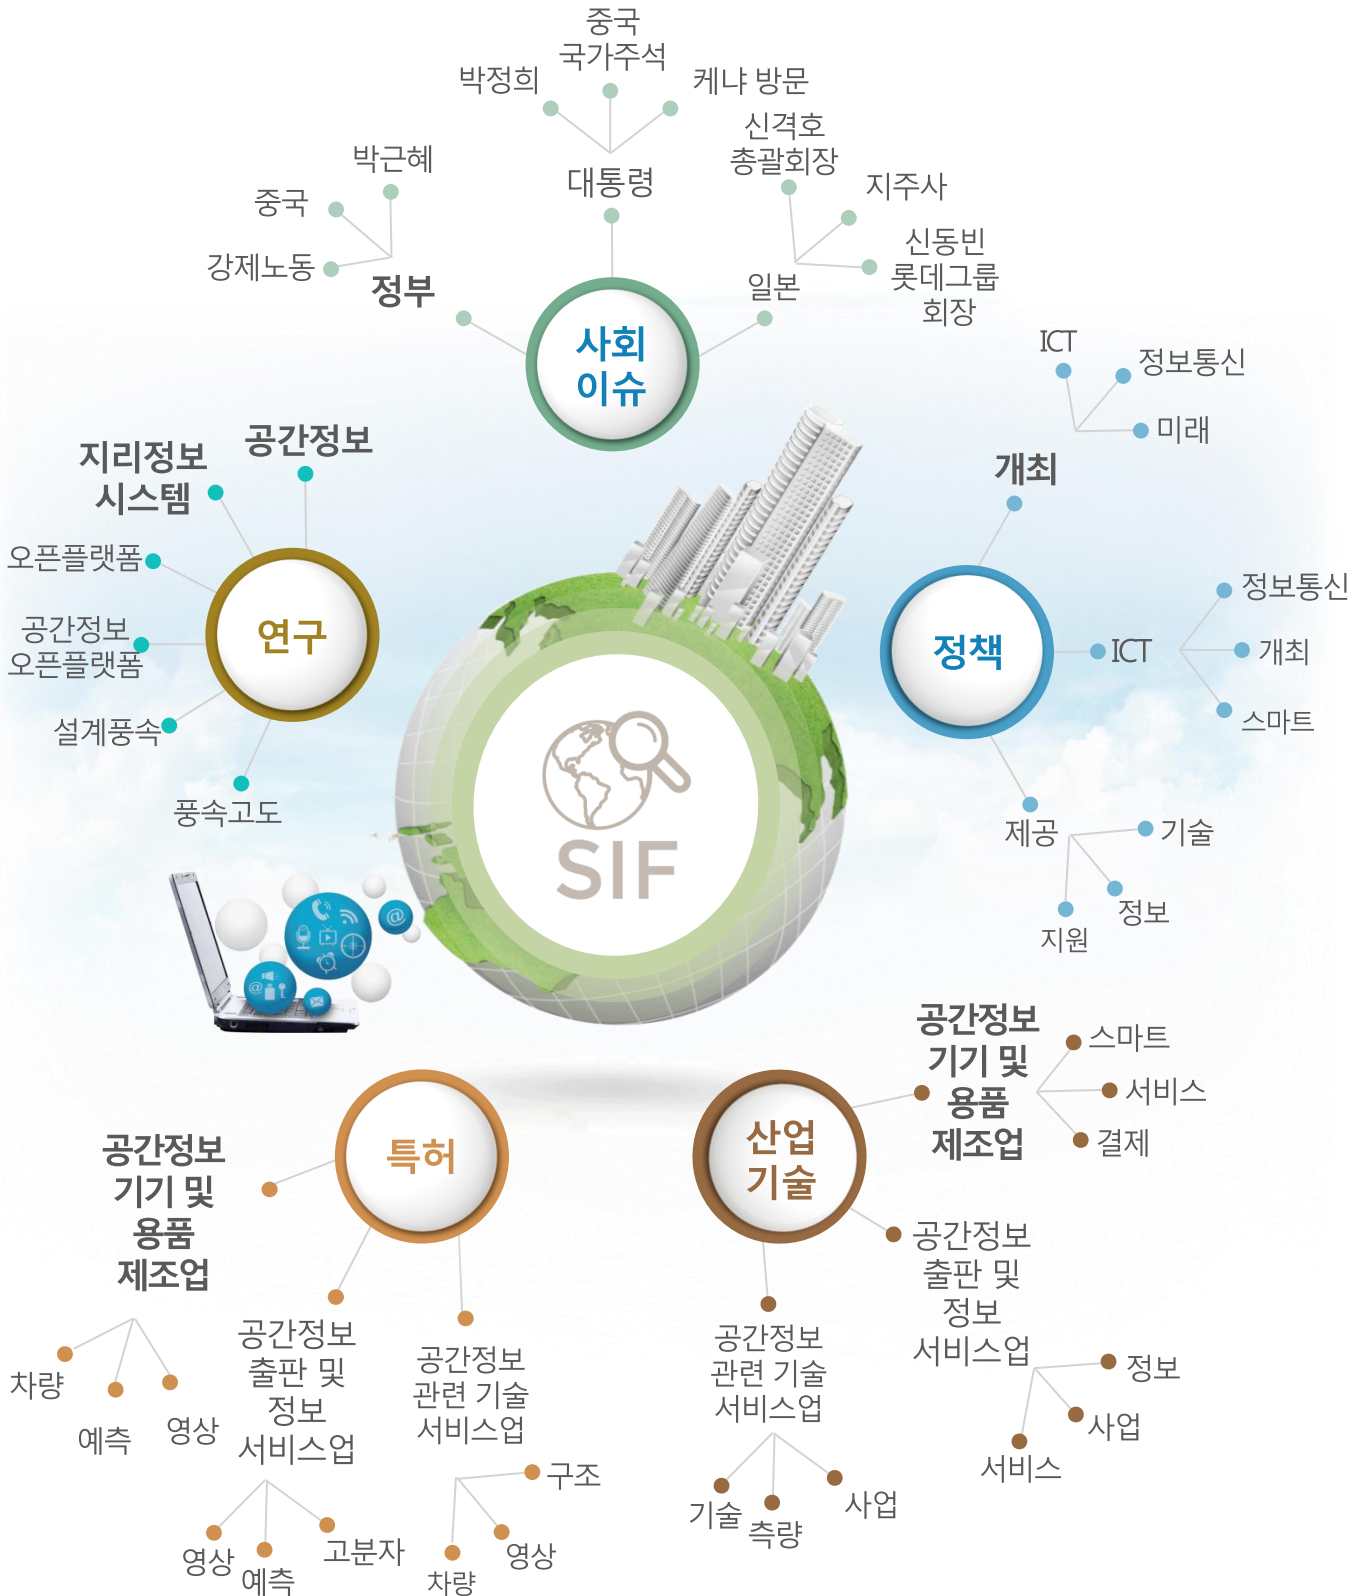 중국
국가주석
박정희
케냐 방문
대통령
신격호
총괄회장
지주사
신동빈
롯데그룹
회장
일본
박근혜
중국
강제노동
정부
사회
이슈
ICT
정보통신
미래
개최
정보통신
ICT
개최
스마트
정책
제공
기술
정보
지원
지리정보
시스템
공간정보
오픈플랫폼
공간정보
오픈플랫폼
설계풍속
풍속고도
연구
SIF
공간정보
기기 및
용품
제조업
스마트
서비스
결제
산업
기술
공간정보
출판 및
정보
서비스업
정보
사업
서비스
공간정보
관련 기술
서비스업
기술
측량
사업
특허
공간정보
기기 및
용품
제조업
차량
예측
영상
공간정보
출판 및
정보
서비스업
영상
예측
고분자
공간정보
관련 기술
서비스업
구조
영상
차량